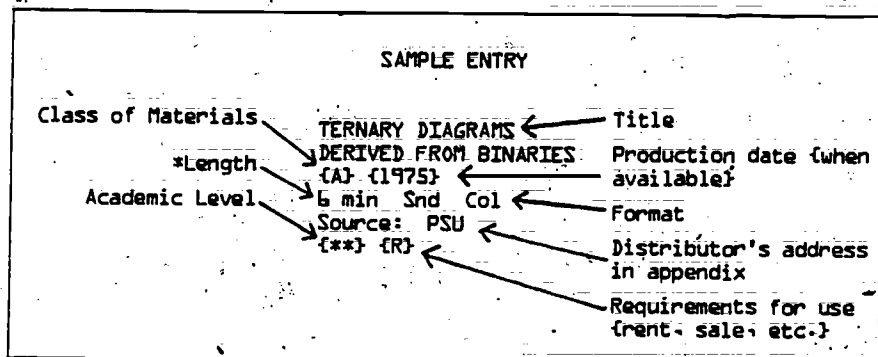 SAMPLE ENTRY
Class of Materials
TERNARY DIAGRAMS
Title
DERIVED FROM BINARIES
Production date {when
*Length
{A} {1975}
available}
6 min Snd Col
Format
Academic Level
Source: PSU
Distributor's address
{**} {R}
in appendix
Requirements for use
{rent, sale, etc.}